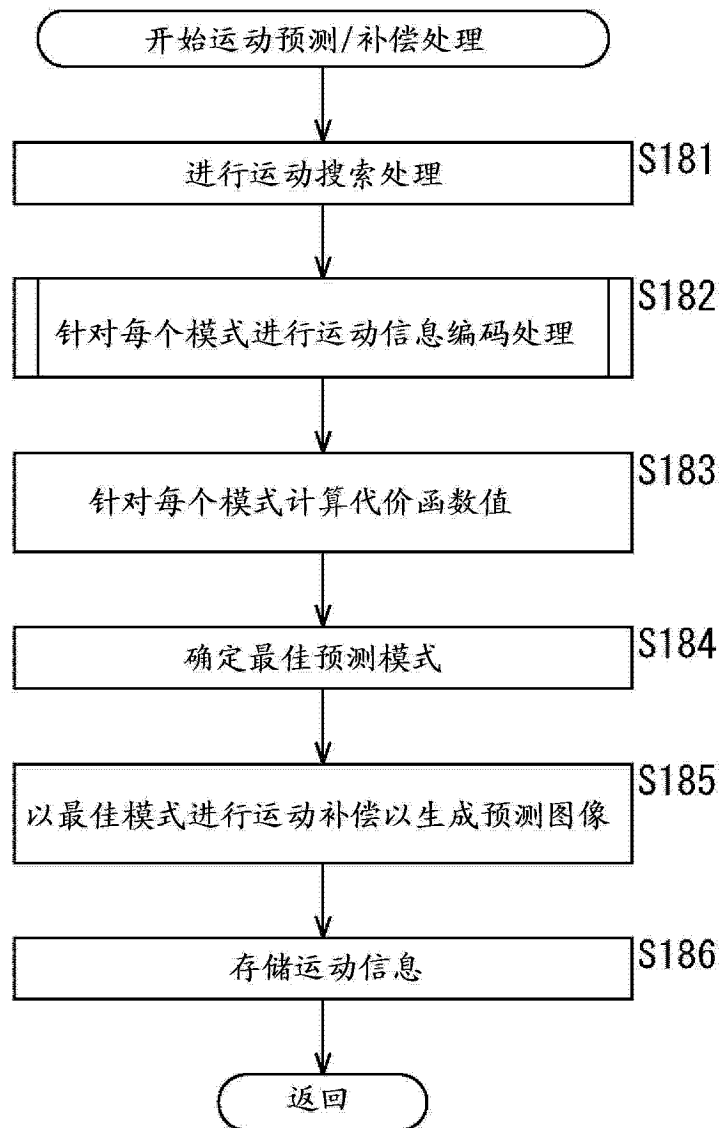 开始运动预测/补偿处理
进行运动搜索处理
S181
针对每个模式进行运动信息编码处理
S182
针对每个模式计算代价函数值
S183
确定最佳预测模式
S184
以最佳模式进行运动补偿以生成预测图像
S185
存储运动信息
S186
返回